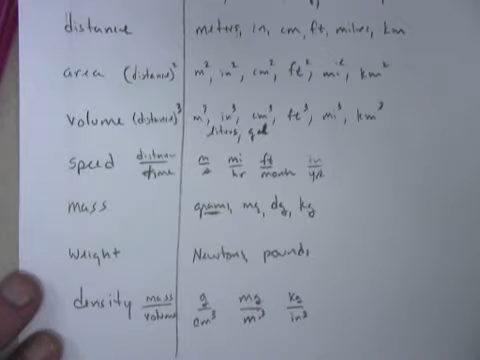 distance meters, in, cm, ft, miles, km
area (distance)² m², in², cm², ft², mi², km²
volume (distance)³ m³, in³, cm³, ft³, mi³, km³
liters, gal
speed distance/time m/s mi/hr ft/month in/yr
mass grams, mg, dg, kg
weight Newtons, pounds
density mass/volume g/cm³ mg/m³ kg/in³